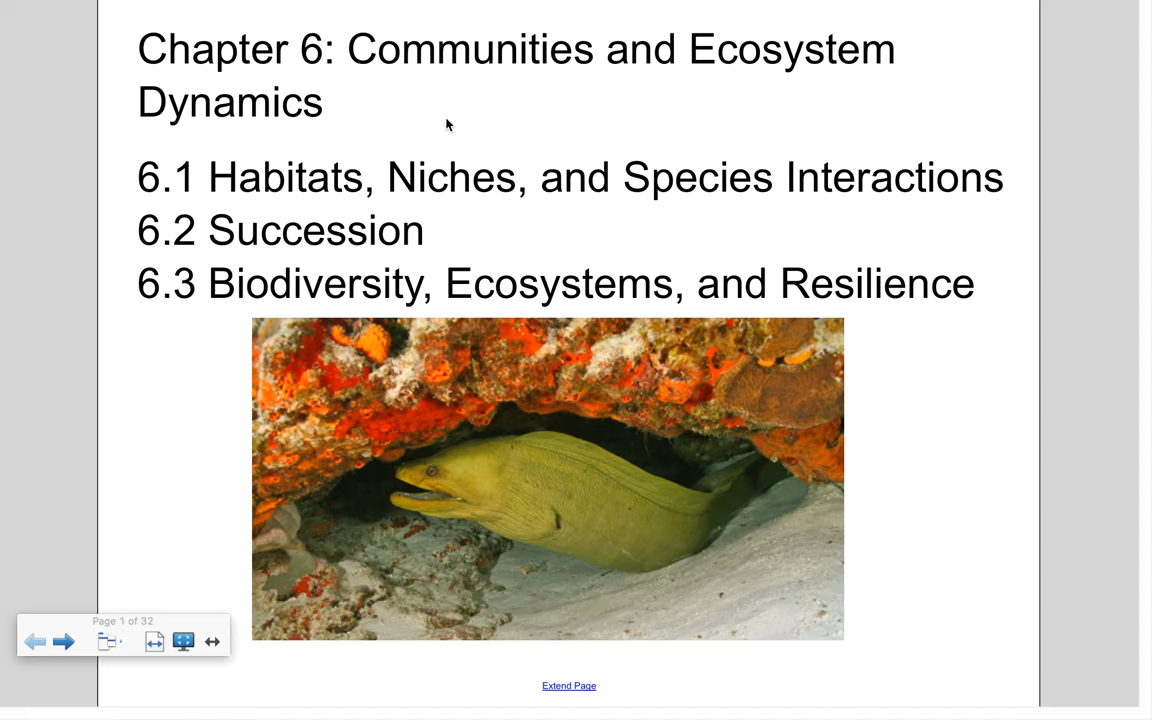 Chapter 6: Communities and Ecosystem
Dynamics
6.1 Habitats, Niches, and Species Interactions
6.2 Succession
6.3 Biodiversity, Ecosystems, and Resilience
Page 1 of 32
Extend Page